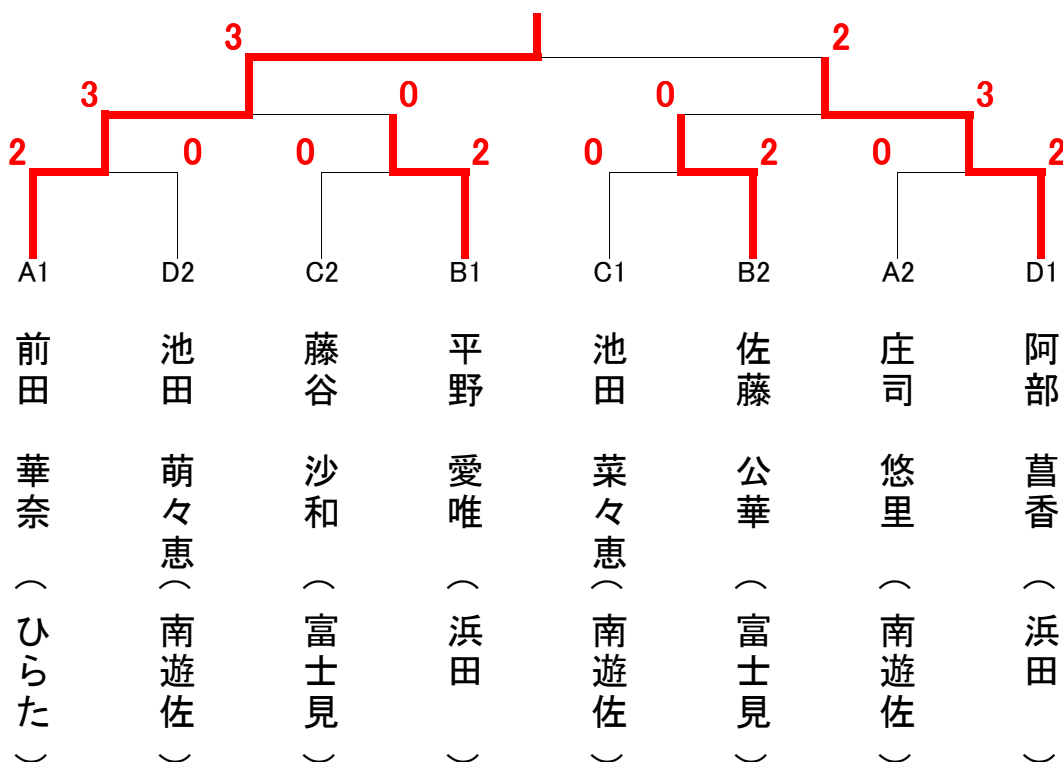 3 2
3 0 0 3
2 0 0 2 0 2 0 2
A1 D2 C2 B1 C1 B2 A2 D1
前田 華奈 (ひらた)
池田 萌々恵 (南遊佐)
藤谷 沙和 (富士見)
平野 愛唯 (浜田)
池田 菜々恵 (南遊佐)
佐藤 公華 (富士見)
庄司 悠里 (南遊佐)
阿部 菖香 (浜田)